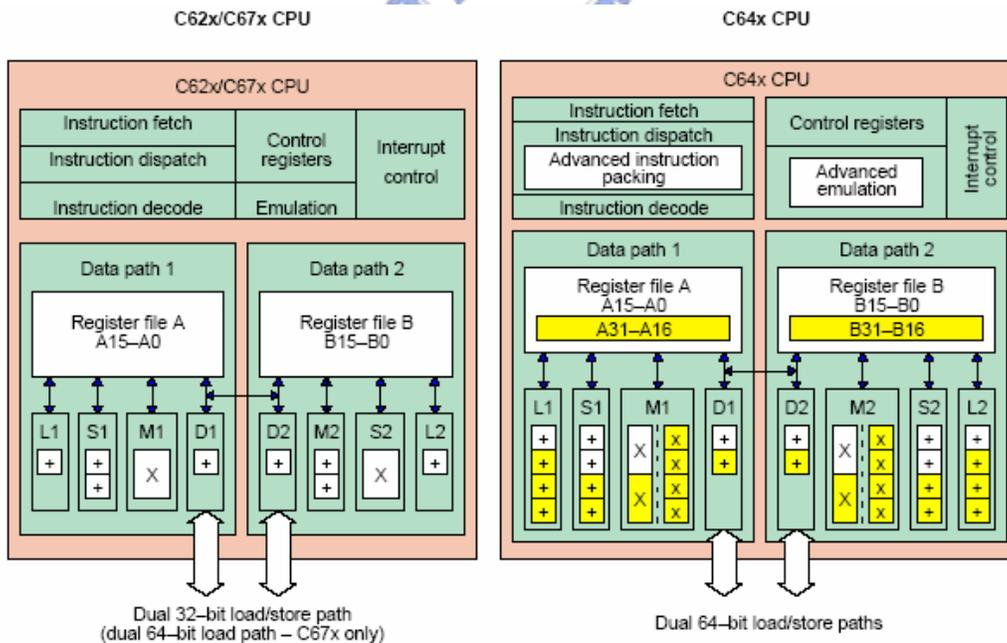 C62x/C67x CPU
C62x/C67x CPU
Instruction fetch
Instruction dispatch
Instruction decode
Control
registers
Emulation
Interrupt
control
Data path 1
Register file A
A15–A0
L1
+
S1
+
+
M1
X
D1
+
Data path 2
Register file B
B15–B0
D2
+
M2
+
+
S2
X
L2
+
Dual 32–bit load/store path
(dual 64–bit load path – C67x only)
C64x CPU
C64x CPU
Instruction fetch
Instruction dispatch
Advanced instruction
packing
Instruction decode
Control registers
Advanced
emulation
Interrupt
control
Data path 1
Register file A
A15–A0
A31–A16
L1
+
+
+
+
S1
+
+
+
+
M1
X x
x
X x
x
D1
+
+
Data path 2
Register file B
B15–B0
B31–B16
D2
+
+
M2
X x
x
X x
x
S2
+
+
+
+
L2
+
+
+
+
Dual 64–bit load/store paths